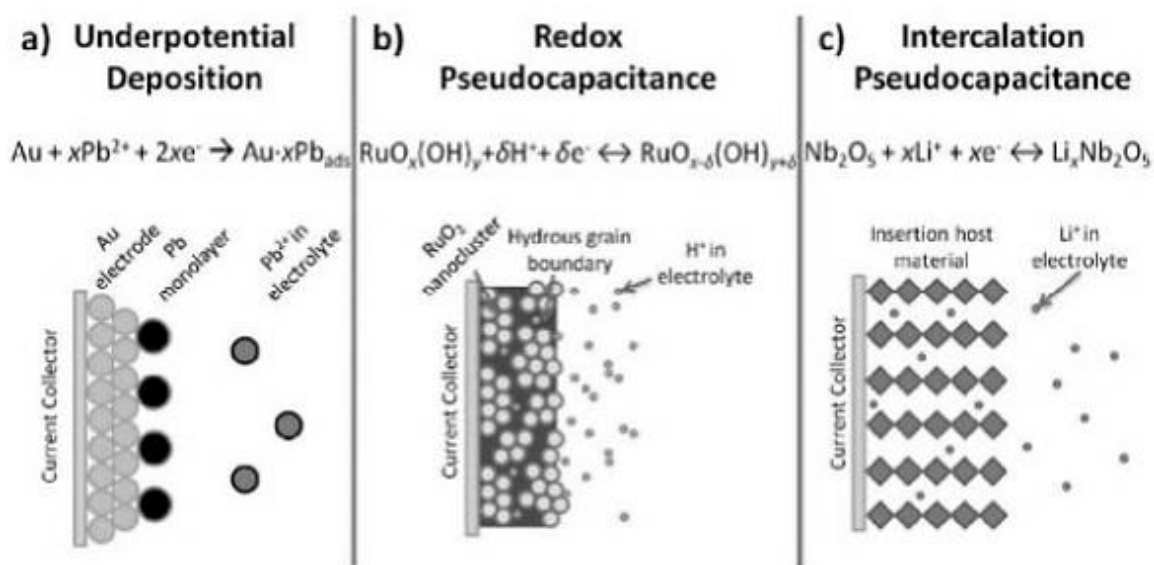 a) Underpotential
Deposition
Au + xPb²⁺ + 2xe⁻ → Au·xPb_ads
Au
electrode
Pb
monolayer
Pb²⁺ in
electrolyte
Current Collector
b) Redox
Pseudocapacitance
RuOₓ(OH)ᵧ+δH⁺+ δe⁻ ↔ RuOₓ₋δ(OH)ᵧ₊δ
RuO₂
nanocluster
Hydrous grain
boundary
H⁺ in
electrolyte
Current Collector
c) Intercalation
Pseudocapacitance
Nb₂O₅ + xLi⁺ + xe⁻ ↔ LiₓNb₂O₅
Insertion host
material
Li⁺ in
electrolyte
Current Collector